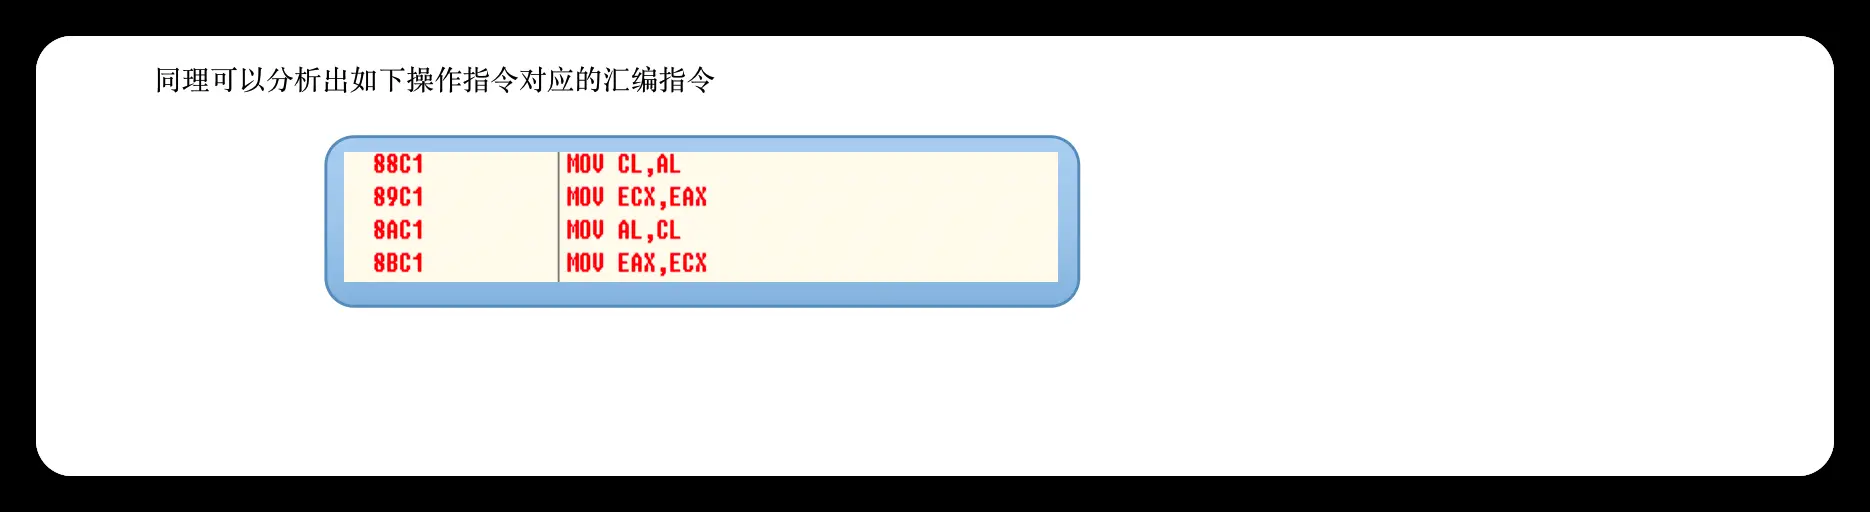 同理可以分析出如下操作指令对应的汇编指令
88C1 MOV CL,AL
89C1 MOV ECX,EAX
8AC1 MOV AL,CL
8BC1 MOV EAX,ECX